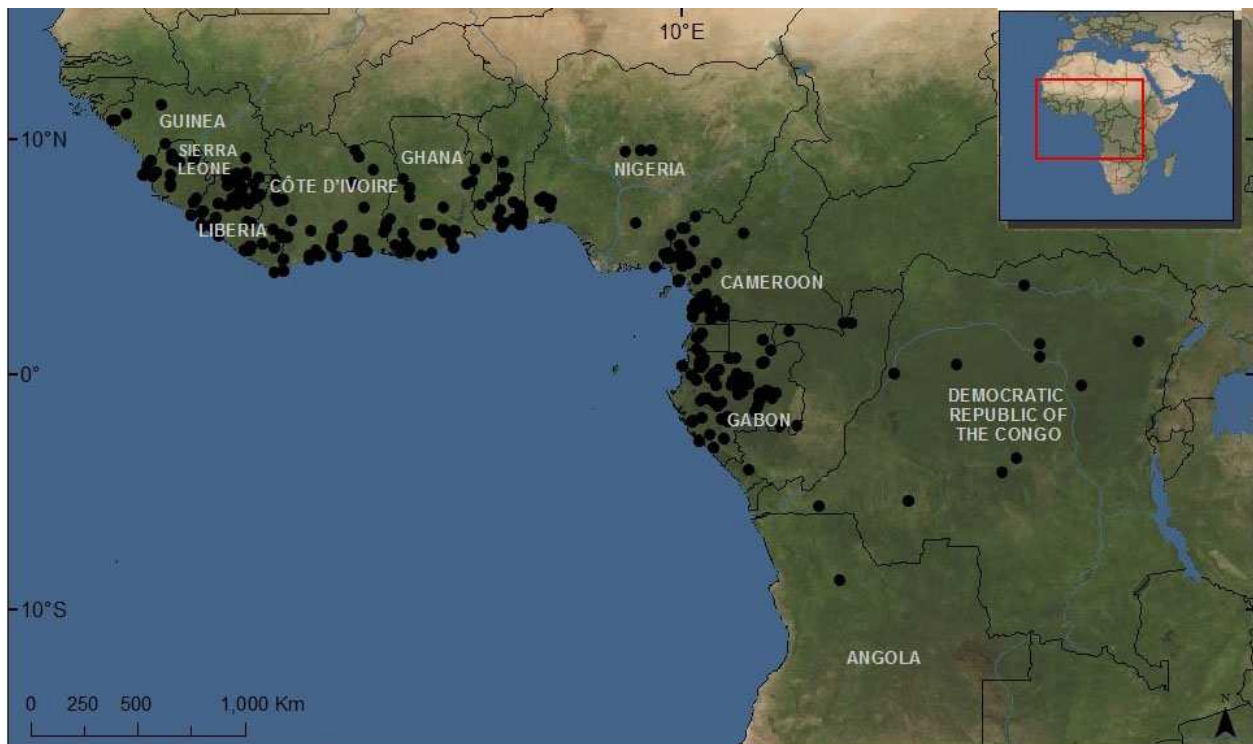 10°E
10°N
GUINEA
SIERRA
LEONE
GHANA
NIGERIA
CÔTE D'IVOIRE
LIBERIA
CAMEROON
0°
DEMOCRATIC
REPUBLIC OF
THE CONGO
GABON
10°S
ANGOLA
0 250 500 1,000 Km
N